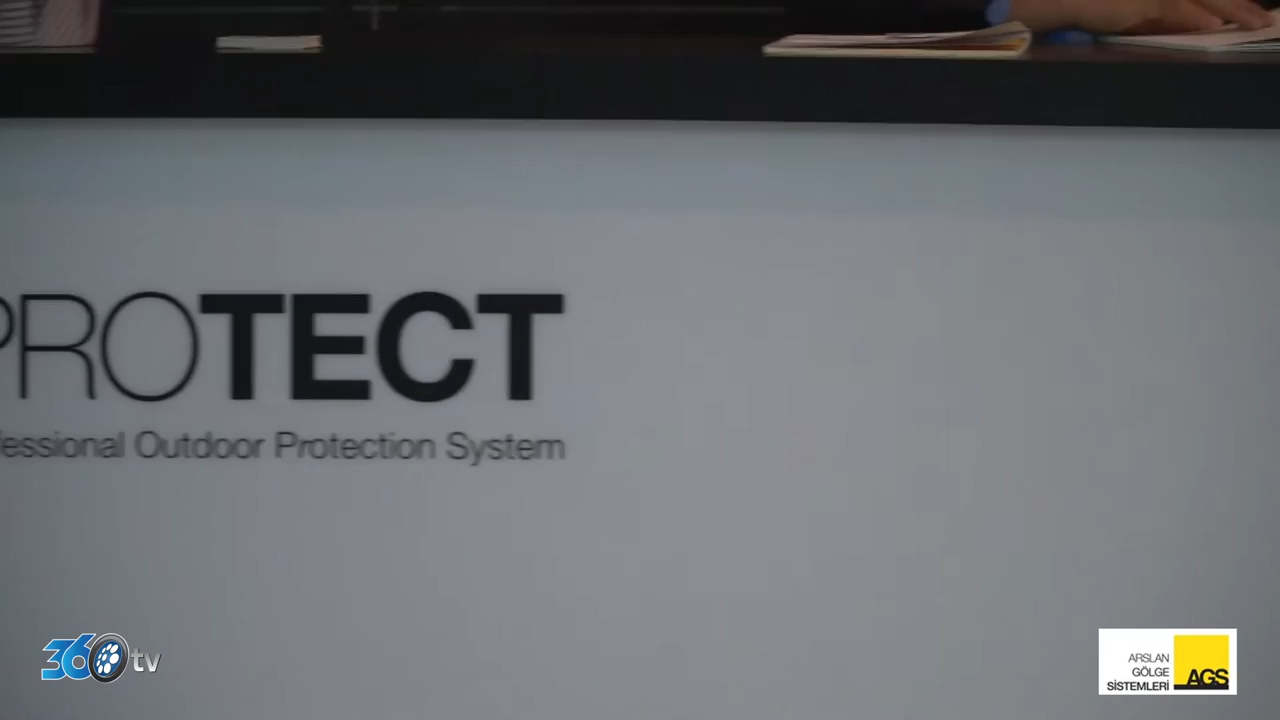 PROTECT
essional Outdoor Protection System
360tv
ARSLAN
GÖLGE
SİSTEMLERİ
AGS